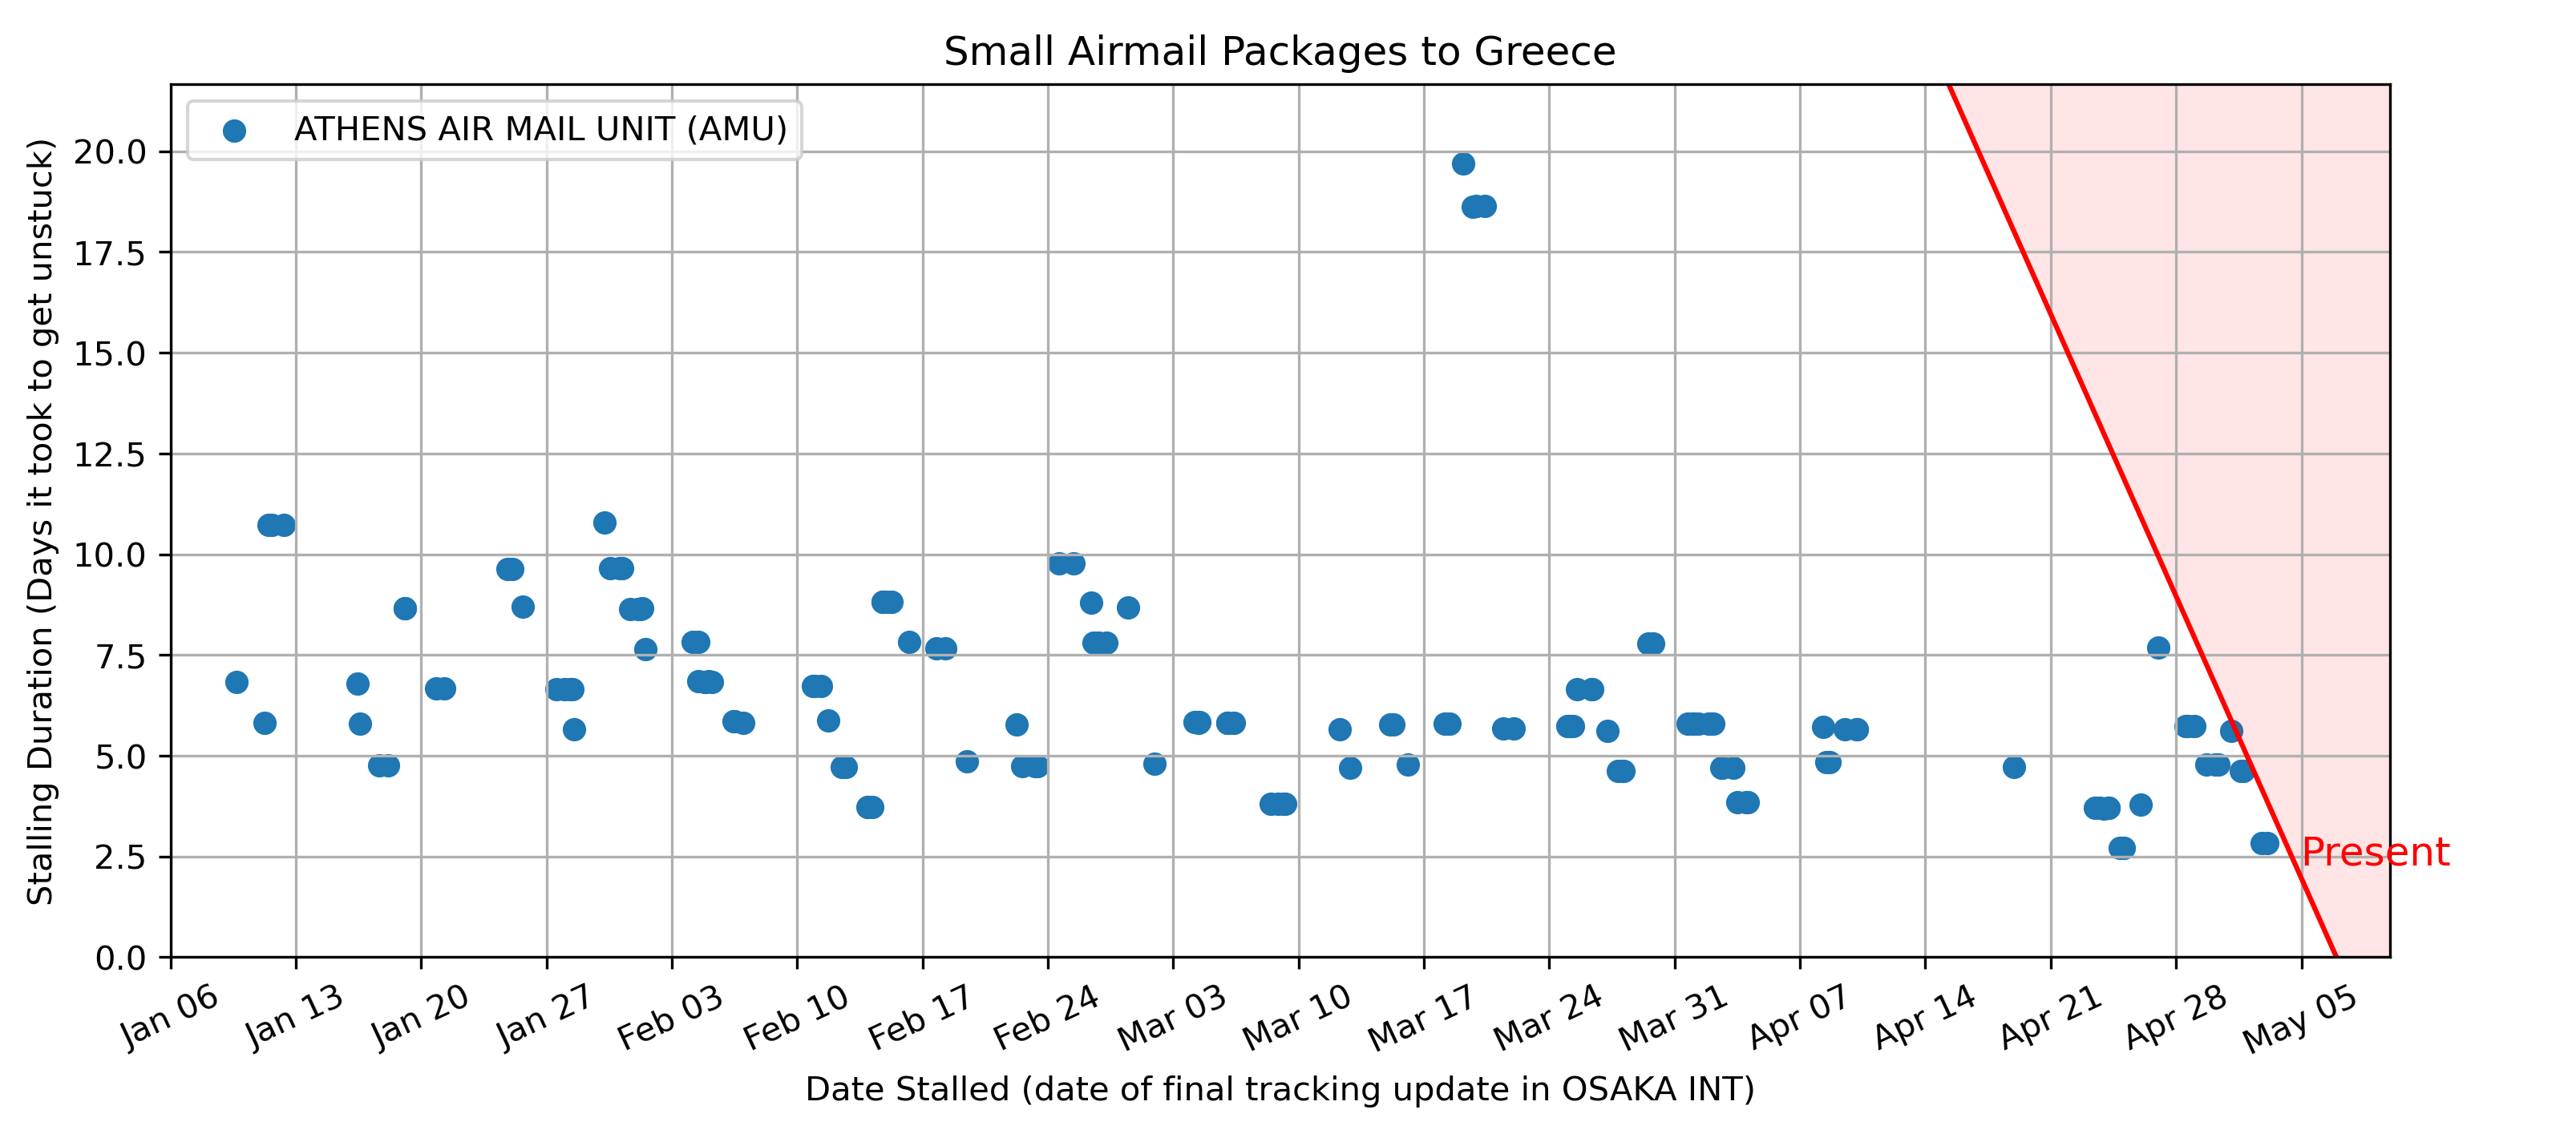 Small Airmail Packages to Greece
ATHENS AIR MAIL UNIT (AMU)
Stalling Duration (Days it took to get unstuck)
20.0
17.5
15.0
12.5
10.0
7.5
5.0
2.5
0.0
Present
Jan 06
Jan 13
Jan 20
Jan 27
Feb 03
Feb 10
Feb 17
Feb 24
Mar 03
Mar 10
Mar 17
Mar 24
Mar 31
Apr 07
Apr 14
Apr 21
Apr 28
May 05
Date Stalled (date of final tracking update in OSAKA INT)